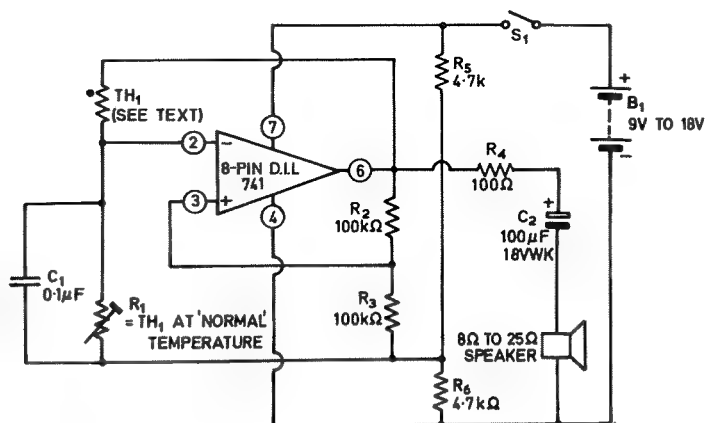 S1
R5
4·7k
+
B1
9V TO 18V
−
TH1
(SEE TEXT)
7
2
−
8-PIN D.I.L
741
6
3
+
4
R4
100Ω
R2
100kΩ
+
C2
100µF
18VWK
C1
0·1µF
R1
= TH1 AT 'NORMAL'
TEMPERATURE
R3
100kΩ
8Ω TO 25Ω
SPEAKER
R6
4·7kΩ